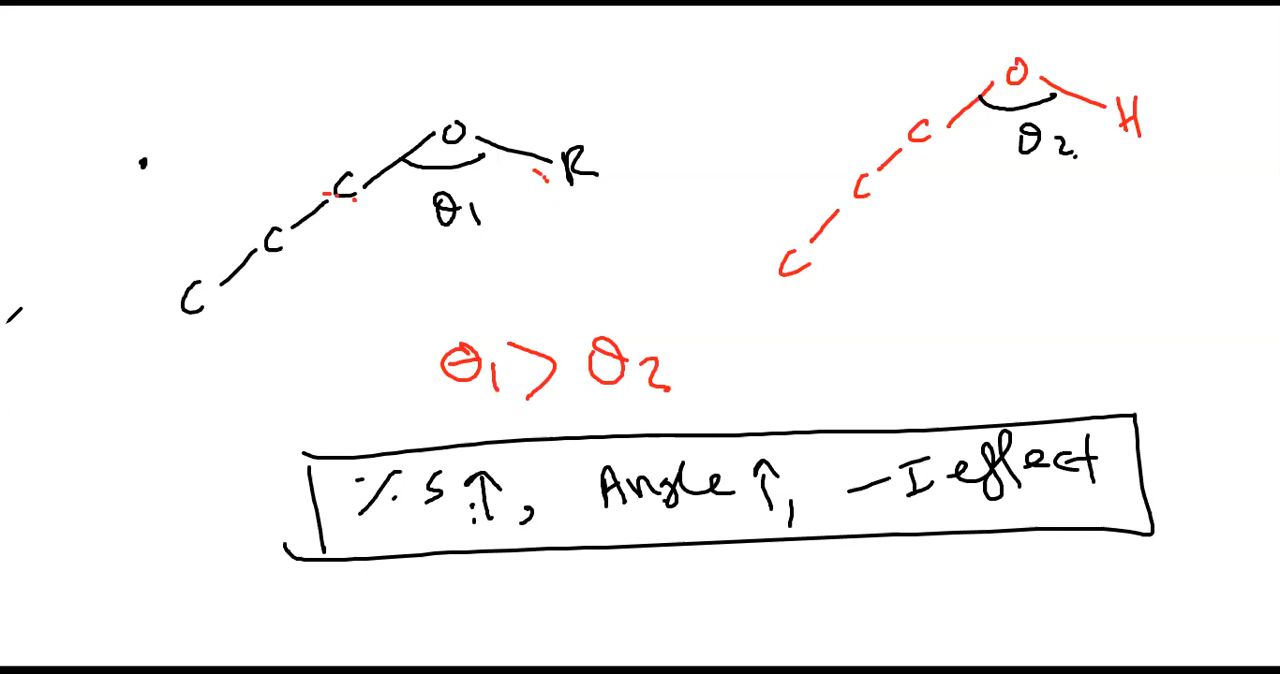 C-C-C-O-R
θ1
C-C-C-O-H
θ2.
θ1 > θ2
% s ↑, Angle ↑, -I effect